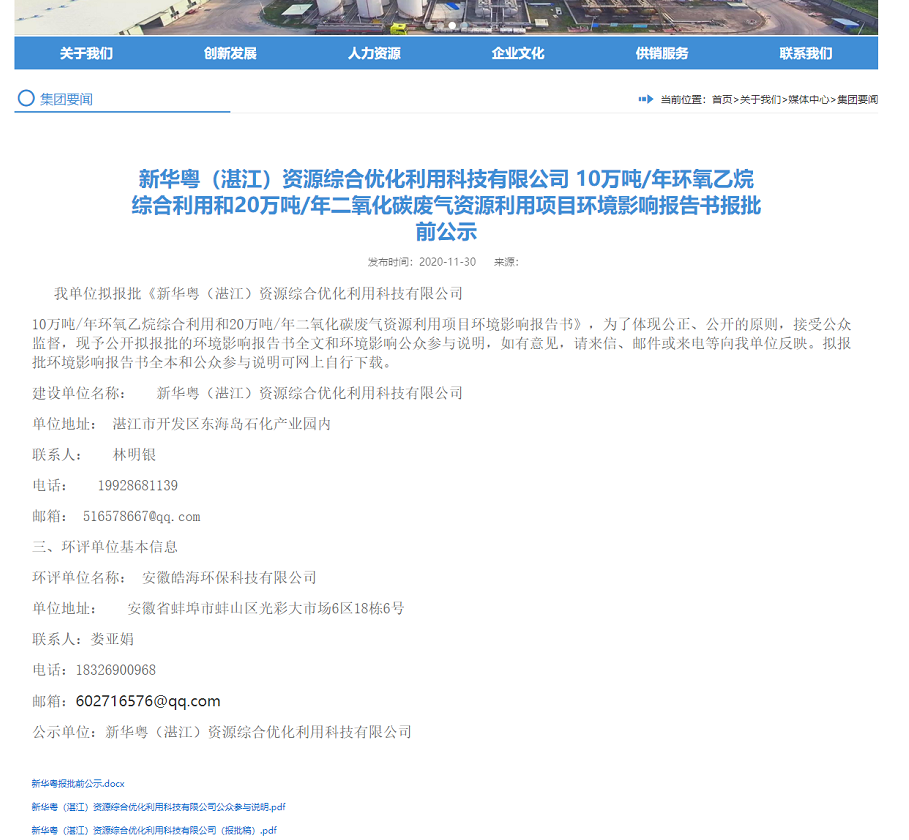 关于我们 创新发展 人力资源 企业文化 供销服务 联系我们
集团要闻 当前位置：首页>关于我们>媒体中心>集团要闻
新华粤（湛江）资源综合优化利用科技有限公司 10万吨/年环氧乙烷
综合利用和20万吨/年二氧化碳废气资源利用项目环境影响报告书报批
前公示
发布时间：2020-11-30 来源：
我单位拟报批《新华粤（湛江）资源综合优化利用科技有限公司
10万吨/年环氧乙烷综合利用和20万吨/年二氧化碳废气资源利用项目环境影响报告书》，为了体现公正、公开的原则，接受公众
监督，现予公开拟报批的环境影响报告书全文和环境影响公众参与说明，如有意见，请来信、邮件或来电等向我单位反映。拟报
批环境影响报告书全本和公众参与说明可网上自行下载。
建设单位名称： 新华粤（湛江）资源综合优化利用科技有限公司
单位地址： 湛江市开发区东海岛石化产业园内
联系人： 林明银
电话： 19928681139
邮箱： 516578667@qq.com
三、环评单位基本信息
环评单位名称： 安徽皓海环保科技有限公司
单位地址： 安徽省蚌埠市蚌山区光彩大市场6区18栋6号
联系人：娄亚娟
电话：18326900968
邮箱：602716576@qq.com
公示单位：新华粤（湛江）资源综合优化利用科技有限公司
新华粤报批前公示.docx
新华粤（湛江）资源综合优化利用科技有限公司公众参与说明.pdf
新华粤（湛江）资源综合优化利用科技有限公司（报批稿）.pdf